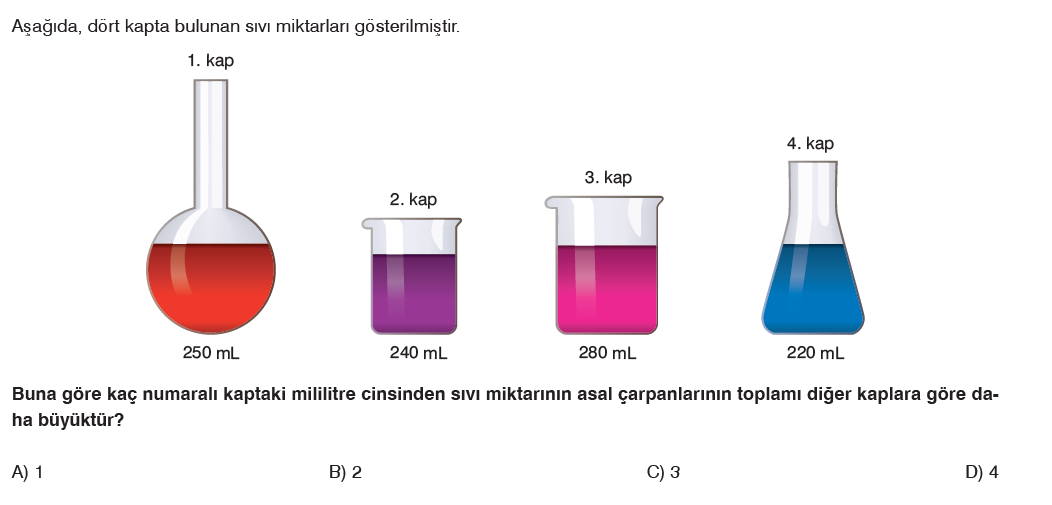 Aşağıda, dört kapta bulunan sıvı miktarları gösterilmiştir.
1. kap
4. kap
3. kap
2. kap
250 mL
240 mL
280 mL
220 mL
Buna göre kaç numaralı kaptaki mililitre cinsinden sıvı miktarının asal çarpanlarının toplamı diğer kaplara göre da-
ha büyüktür?
A) 1
B) 2
C) 3
D) 4